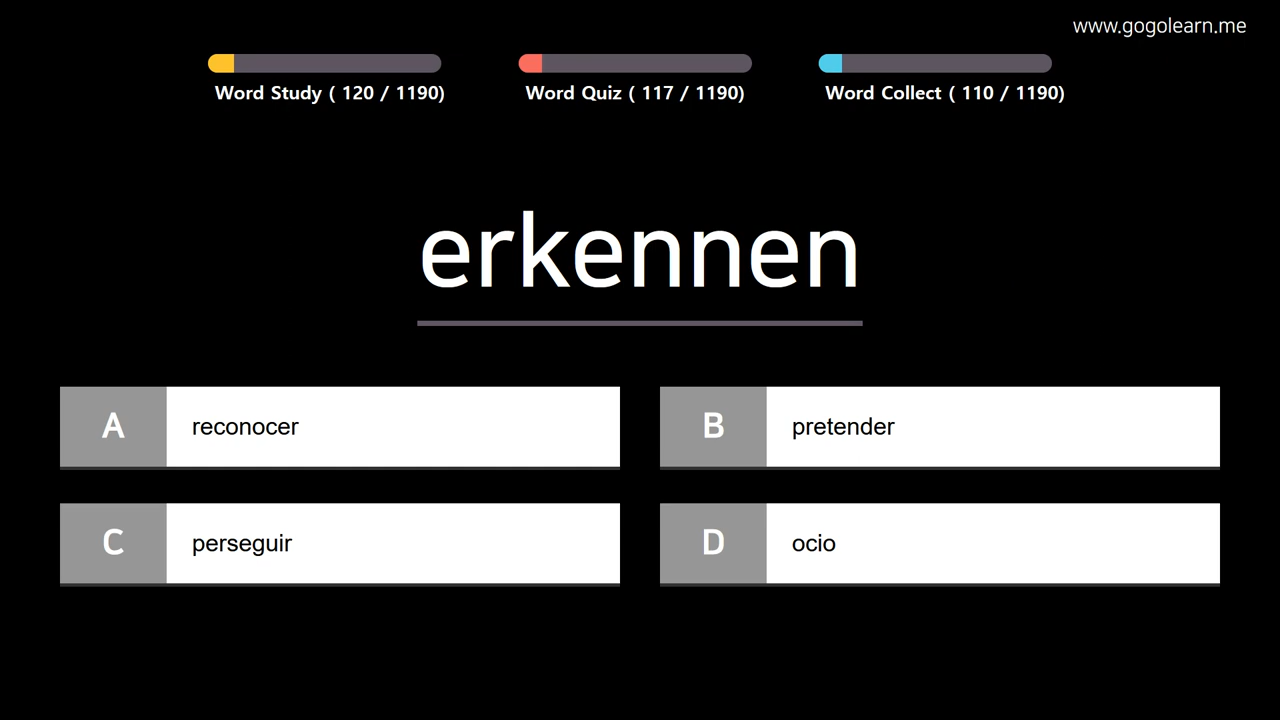 www.gogolearn.me
Word Study ( 120 / 1190)
Word Quiz ( 117 / 1190)
Word Collect ( 110 / 1190)
erkennen
A
reconocer
B
pretender
C
perseguir
D
ocio